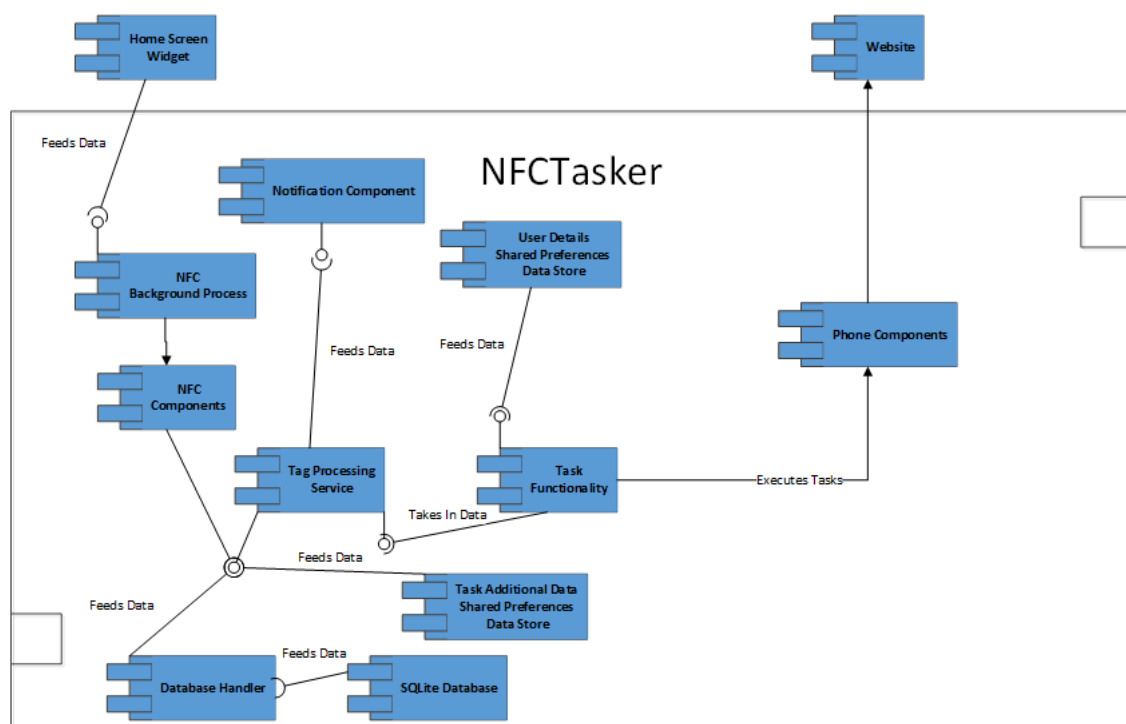 Home Screen
Widget
Website
Feeds Data
NFCTasker
Notification Component
User Details
Shared Preferences
Data Store
NFC
Background Process
Phone Components
Feeds Data
Feeds Data
NFC
Components
Tag Processing
Service
Task
Functionality
Executes Tasks
Takes In Data
Feeds Data
Task Additional Data
Shared Preferences
Data Store
Feeds Data
Feeds Data
Database Handler
SQLite Database